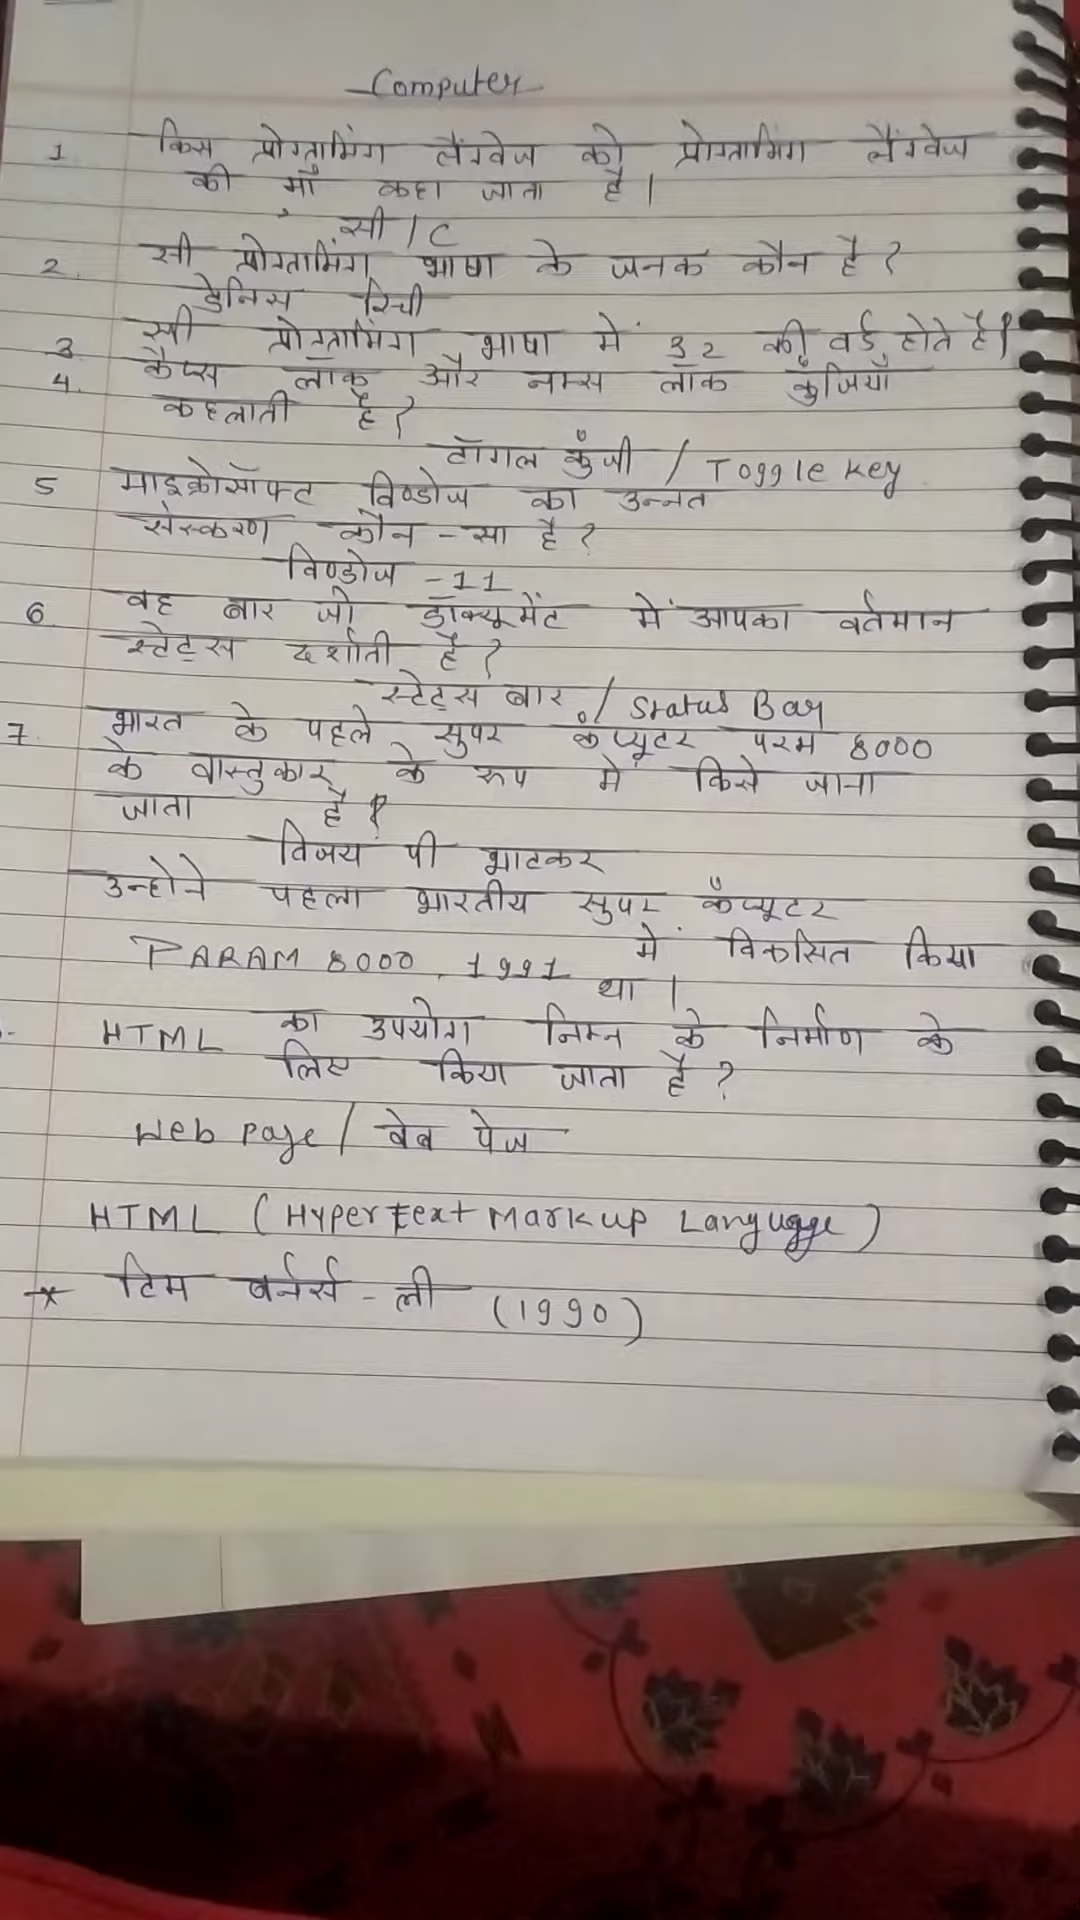 Computer
1 किस प्रोग्रामिंग लैंग्वेज को प्रोग्रामिंग लैंग्वेज
की माँ कहा जाता है।
सी / C
2. सी प्रोग्रामिंग भाषा के जनक कौन है?
डेनिस रिची
3 सी प्रोग्रामिंग भाषा में 32 की वर्ड होते है।
4. कैप्स लॉक और नम्स लॉक कुंजियाँ
कहलाती है?
टॉगल कुंजी / Toggle key
5 माइक्रोसॉफ्ट विण्डोज का उन्नत
संस्करण कौन - सा है?
विण्डोज - 11
6 वह बार जो डॉक्यूमेंट में आपका वर्तमान
स्टेट्स दर्शाती है?
स्टेट्स बार / Status Bar
7. भारत के पहले सुपर कंप्यूटर परम 8000
के वास्तुकार के रूप में किसे जाना
जाता है?
विजय पी भाटकर
उन्होने पहला भारतीय सुपर कँप्यूटर
PARAM 8000, 1991 में विकसित किया
था।
HTML का उपयोग निम्न के निर्माण के
लिए किया जाता है?
Web page / वेब पेज
HTML (Hyper Text Markup Language)
* टिम बर्नर्स - ली (1990)